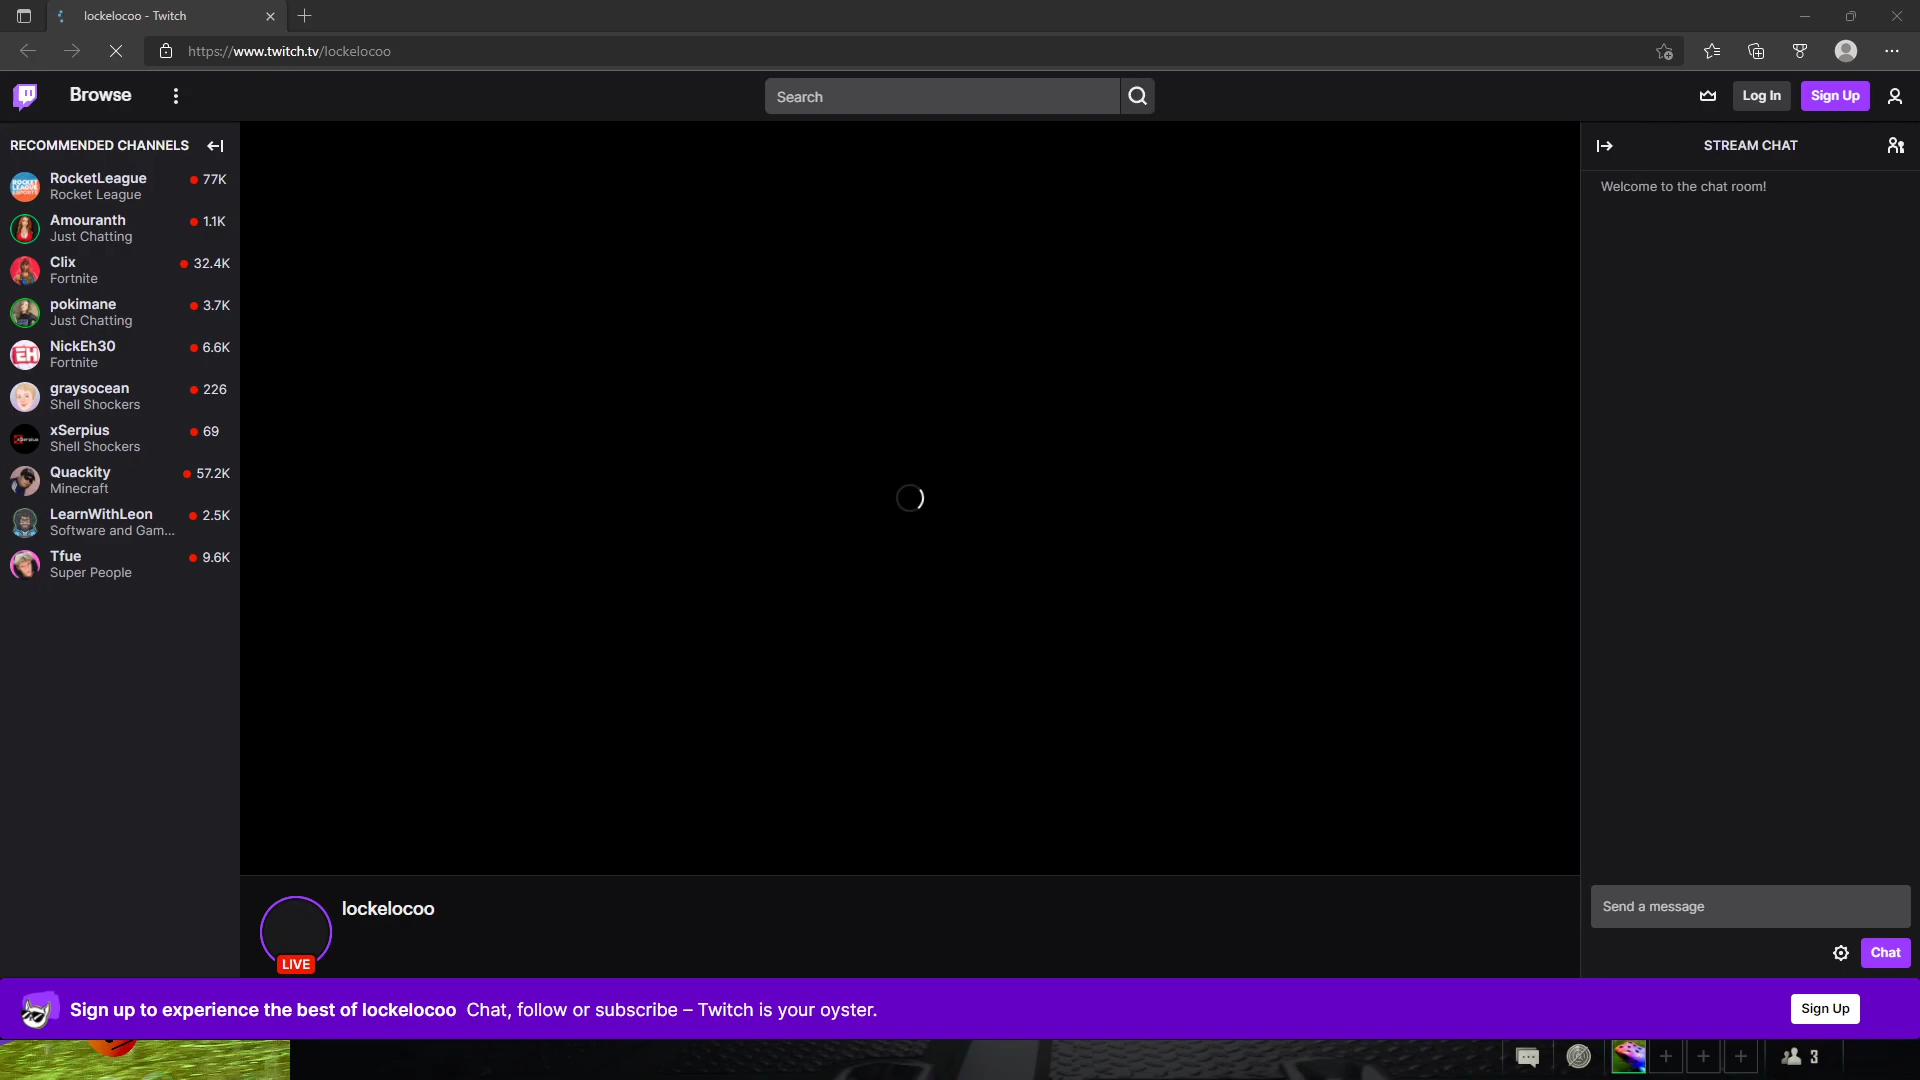 lockelocoo - Twitch
https://www.twitch.tv/lockelocoo
Browse
Search
Log In
Sign Up
RECOMMENDED CHANNELS
RocketLeague
77K
Rocket League
Amouranth
1.1K
Just Chatting
Clix
32.4K
Fortnite
pokimane
3.7K
Just Chatting
NickEh30
6.6K
Fortnite
graysocean
226
Shell Shockers
xSerpius
69
Shell Shockers
Quackity
57.2K
Minecraft
LearnWithLeon
2.5K
Software and Gam...
Tfue
9.6K
Super People
STREAM CHAT
Welcome to the chat room!
lockelocoo
LIVE
Send a message
Chat
Sign up to experience the best of lockelocoo Chat, follow or subscribe – Twitch is your oyster.
Sign Up
3